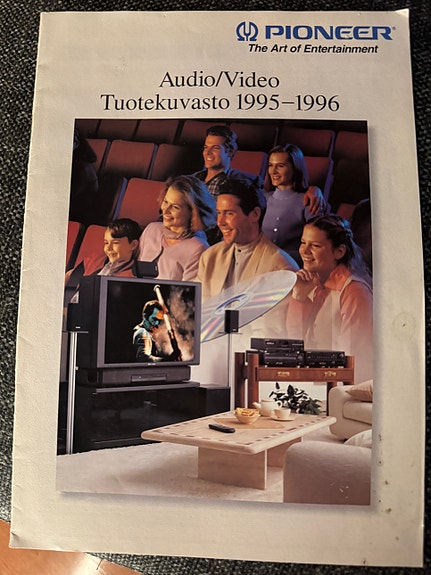 PIONEER®
The Art of Entertainment
Audio/Video
Tuotekuvasto 1995–1996